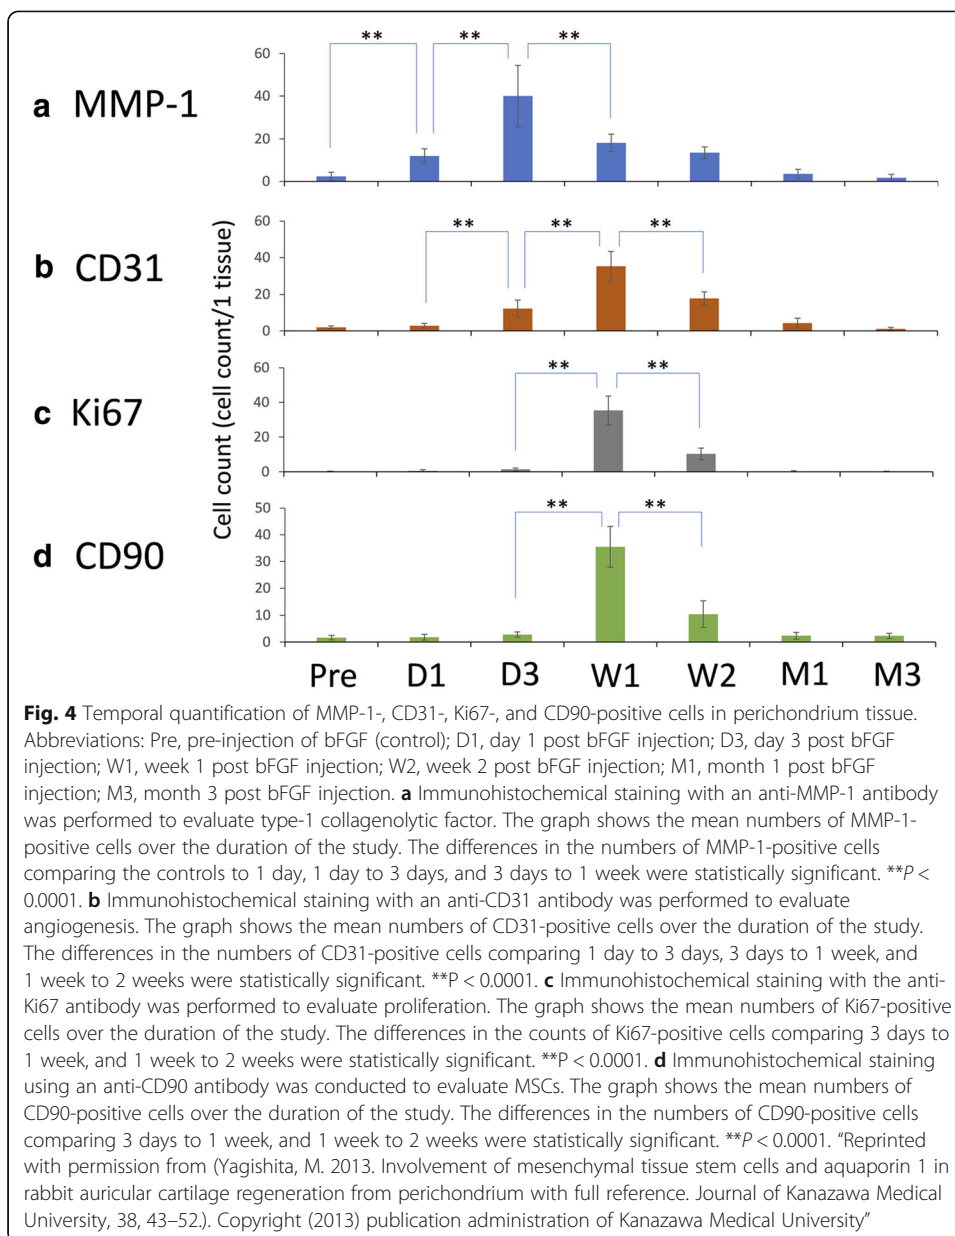 ** ** **
60
40
20
0
a MMP-1
** ** **
60
40
20
0
b CD31
** **
60
40
20
0
c Ki67
** **
50
40
30
20
10
0
d CD90
Cell count (cell count/1 tissue)
Pre D1 D3 W1 W2 M1 M3
Fig. 4 Temporal quantification of MMP-1-, CD31-, Ki67-, and CD90-positive cells in perichondrium tissue.
Abbreviations: Pre, pre-injection of bFGF (control); D1, day 1 post bFGF injection; D3, day 3 post bFGF
injection; W1, week 1 post bFGF injection; W2, week 2 post bFGF injection; M1, month 1 post bFGF
injection; M3, month 3 post bFGF injection. a Immunohistochemical staining with an anti-MMP-1 antibody
was performed to evaluate type-1 collagenolytic factor. The graph shows the mean numbers of MMP-1-
positive cells over the duration of the study. The differences in the numbers of MMP-1-positive cells
comparing the controls to 1 day, 1 day to 3 days, and 3 days to 1 week were statistically significant. **P <
0.0001. b Immunohistochemical staining with an anti-CD31 antibody was performed to evaluate
angiogenesis. The graph shows the mean numbers of CD31-positive cells over the duration of the study.
The differences in the numbers of CD31-positive cells comparing 1 day to 3 days, 3 days to 1 week, and
1 week to 2 weeks were statistically significant. **P < 0.0001. c Immunohistochemical staining with the anti-
Ki67 antibody was performed to evaluate proliferation. The graph shows the mean numbers of Ki67-positive
cells over the duration of the study. The differences in the counts of Ki67-positive cells comparing 3 days to
1 week, and 1 week to 2 weeks were statistically significant. **P < 0.0001. d Immunohistochemical staining
using an anti-CD90 antibody was conducted to evaluate MSCs. The graph shows the mean numbers of
CD90-positive cells over the duration of the study. The differences in the numbers of CD90-positive cells
comparing 3 days to 1 week, and 1 week to 2 weeks were statistically significant. **P < 0.0001. "Reprinted
with permission from (Yagishita, M. 2013. Involvement of mesenchymal tissue stem cells and aquaporin 1 in
rabbit auricular cartilage regeneration from perichondrium with full reference. Journal of Kanazawa Medical
University, 38, 43–52.). Copyright (2013) publication administration of Kanazawa Medical University"